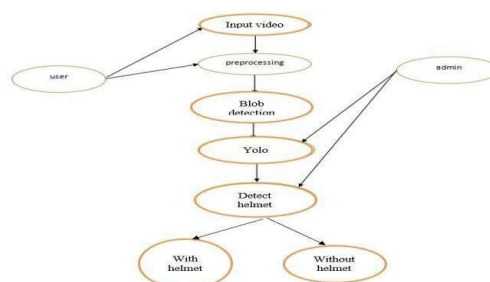 Input video
preprocessing
user
admin
Blob
detection
Yolo
Detect
helmet
With
helmet
Without
helmet